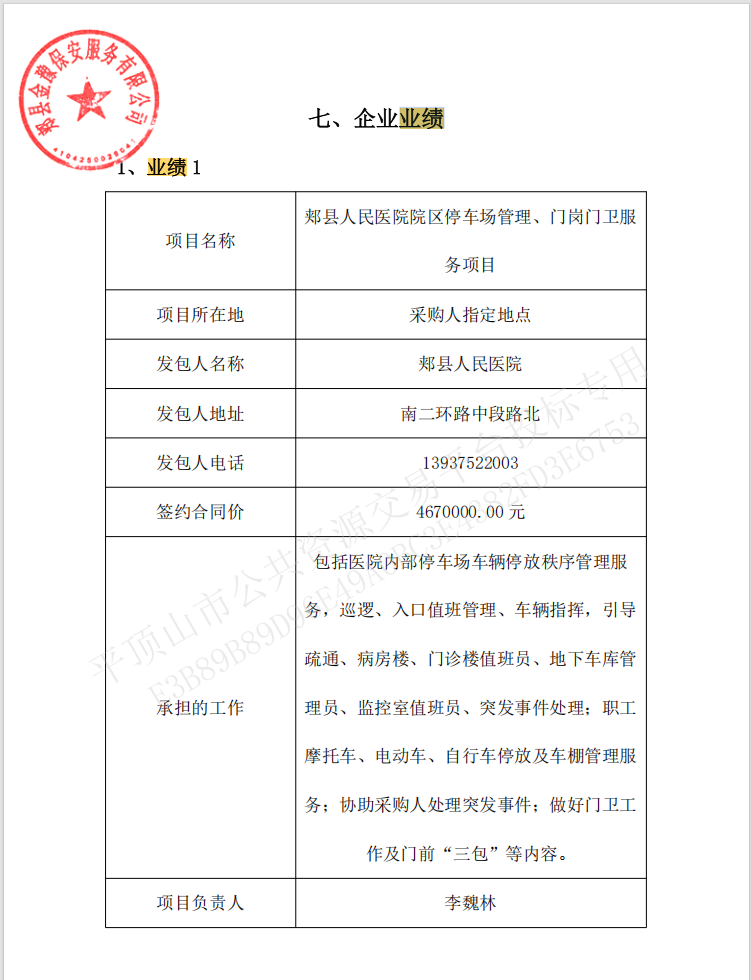 郏县金豫保安服务有限公司
七、企业业绩
1、业绩1
项目名称
郏县人民医院院区停车场管理、门岗门卫服
务项目
项目所在地
采购人指定地点
发包人名称
郏县人民医院
发包人地址
南二环路中段路北
发包人电话
13937522003
签约合同价
4670000.00 元
承担的工作
包括医院内部停车场车辆停放秩序管理服
务，巡逻、入口值班管理、车辆指挥，引导
疏通、病房楼、门诊楼值班员、地下车库管
理员、监控室值班员、突发事件处理；职工
摩托车、电动车、自行车停放及车棚管理服
务；协助采购人处理突发事件；做好门卫工
作及门前“三包”等内容。
项目负责人
李魏林
平顶山市公共资源交易平台投标专用